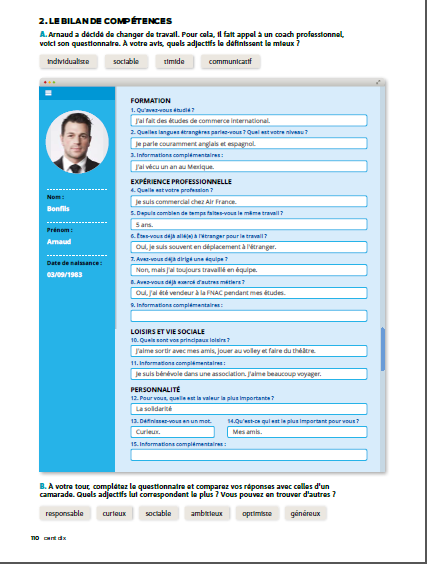 2. LE BILAN DE COMPÉTENCES
A. Arnaud a décidé de changer de travail. Pour cela, il fait appel à un coach professionnel,
voici son questionnaire. À votre avis, quels adjectifs le définissent le mieux ?
individualiste sociable timide communicatif
FORMATION
1. Qu'avez-vous étudié ?
J'ai fait des études de commerce international.
2. Quelles langues étrangères parlez-vous ? Quel est votre niveau ?
Je parle couramment anglais et espagnol.
3. Informations complémentaires :
J'ai vécu un an au Mexique.
EXPÉRIENCE PROFESSIONNELLE
4. Quelle est votre profession ?
Je suis commercial chez Air France.
5. Depuis combien de temps faites-vous le même travail ?
5 ans.
6. Êtes-vous déjà allé(e) à l'étranger pour le travail ?
Oui, je suis souvent en déplacement à l'étranger.
7. Avez-vous déjà dirigé une équipe ?
Non, mais j'ai toujours travaillé en équipe.
8. Avez-vous déjà exercé d'autres métiers ?
Oui, j'ai été vendeur à la FNAC pendant mes études.
9. Informations complémentaires :
LOISIRS ET VIE SOCIALE
10. Quels sont vos principaux loisirs ?
J'aime sortir avec mes amis, jouer au volley et faire du théâtre.
11. Informations complémentaires :
Je suis bénévole dans une association. J'aime beaucoup voyager.
PERSONNALITÉ
12. Pour vous, quelle est la valeur la plus importante ?
La solidarité
13. Définissez-vous en un mot. 14. Qu'est-ce qui est le plus important pour vous ?
Curieux. Mes amis.
15. Informations complémentaires :
Nom :
Bonfils
Prénom :
Arnaud
Date de naissance :
03/09/1983
B. À votre tour, complétez le questionnaire et comparez vos réponses avec celles d'un
camarade. Quels adjectifs lui correspondent le plus ? Vous pouvez en trouver d'autres ?
responsable curieux sociable ambitieux optimiste généreux
110 cent dix